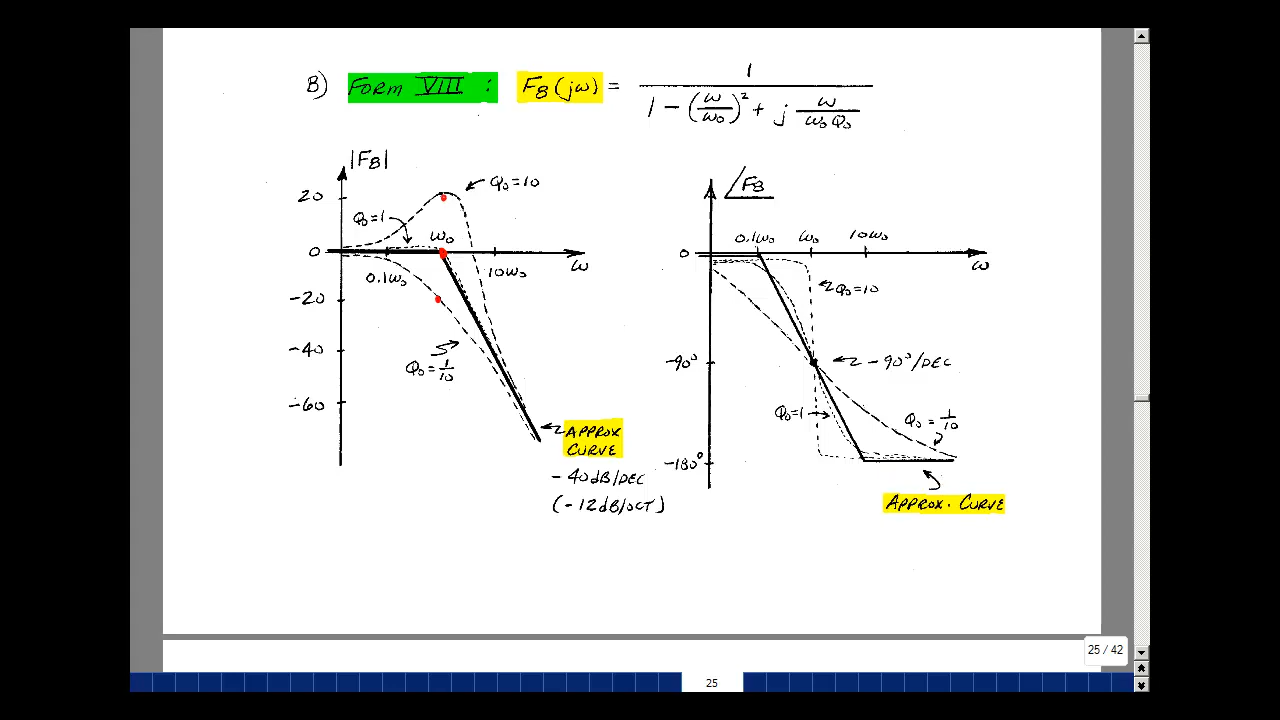 B) FORM VIII : F8(jω) = 1
1 - (ω/ω0)² + j ω/ω0Q0
|F8|
20
0
-20
-40
-60
Q0=10
Q0=1
ω0
0.1ω0
10ω0
ω
Q0=1/10
APPROX
CURVE
-40dB/DEC
(-12dB/OCT)
/F8
0.1ω0 ω0 10ω0
0
ω
Q0=10
-90° -90°/DEC
Q0=1
Q0=1/10
-180°
APPROX. CURVE
25 / 42
25